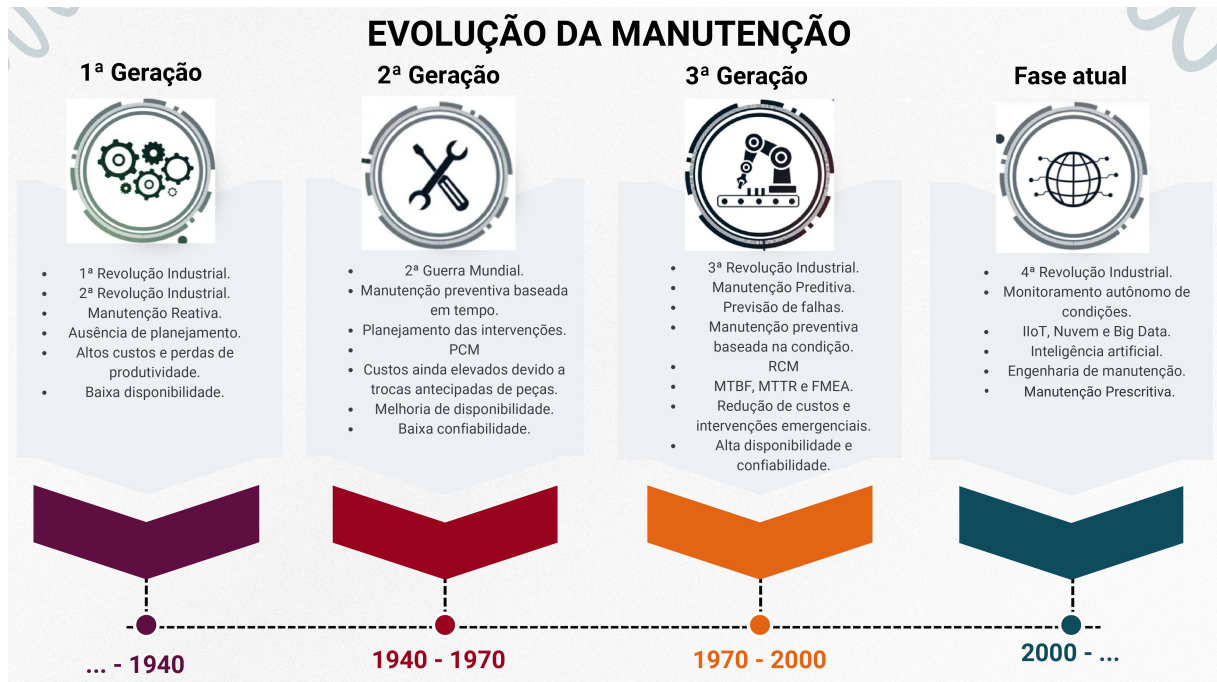 EVOLUÇÃO DA MANUTENÇÃO
1ª Geração
• 1ª Revolução Industrial.
• 2ª Revolução Industrial.
• Manutenção Reativa.
• Ausência de planejamento.
• Altos custos e perdas de
produtividade.
• Baixa disponibilidade.
... - 1940
2ª Geração
• 2ª Guerra Mundial.
• Manutenção preventiva baseada
em tempo.
• Planejamento das intervenções.
• PCM
• Custos ainda elevados devido a
trocas antecipadas de peças.
• Melhoria de disponibilidade.
• Baixa confiabilidade.
1940 - 1970
3ª Geração
• 3ª Revolução Industrial.
• Manutenção Preditiva.
• Previsão de falhas.
• Manutenção preventiva
baseada na condição.
• RCM
• MTBF, MTTR e FMEA.
• Redução de custos e
intervenções emergenciais.
• Alta disponibilidade e
confiabilidade.
1970 - 2000
Fase atual
• 4ª Revolução Industrial.
• Monitoramento autônomo de
condições.
• IIoT, Nuvem e Big Data.
• Inteligência artificial.
• Engenharia de manutenção.
• Manutenção Prescritiva.
2000 - ...